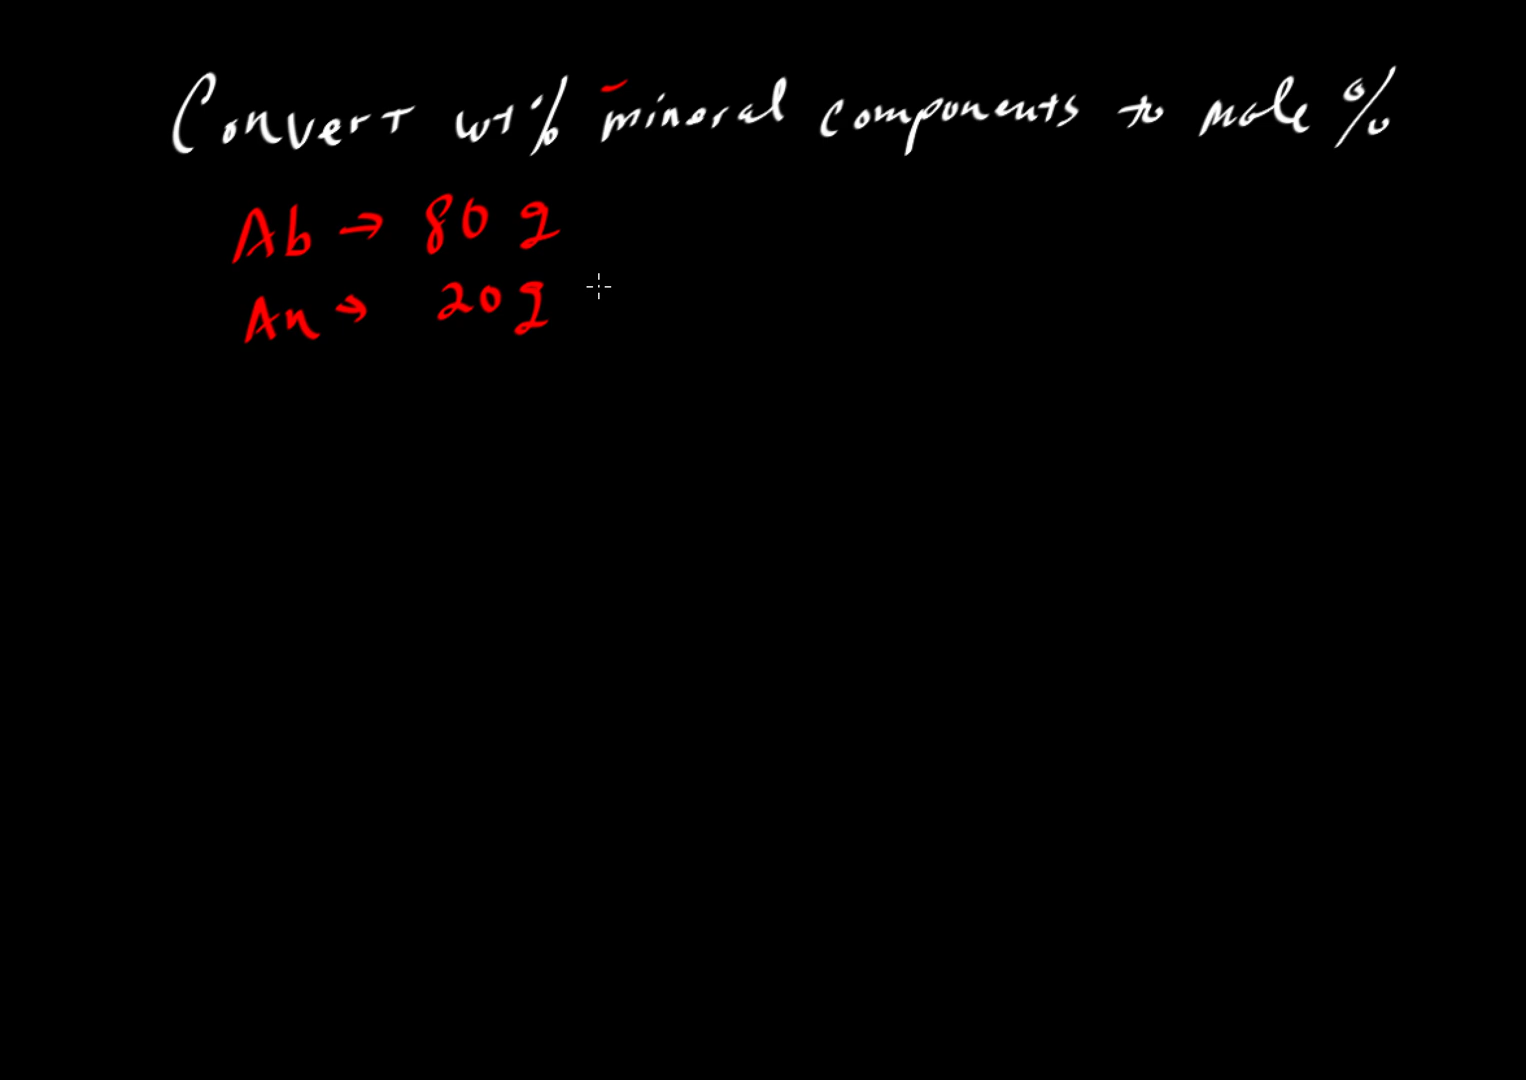 Convert wt% mineral components to mole %
Ab → 80 g
An → 20 g